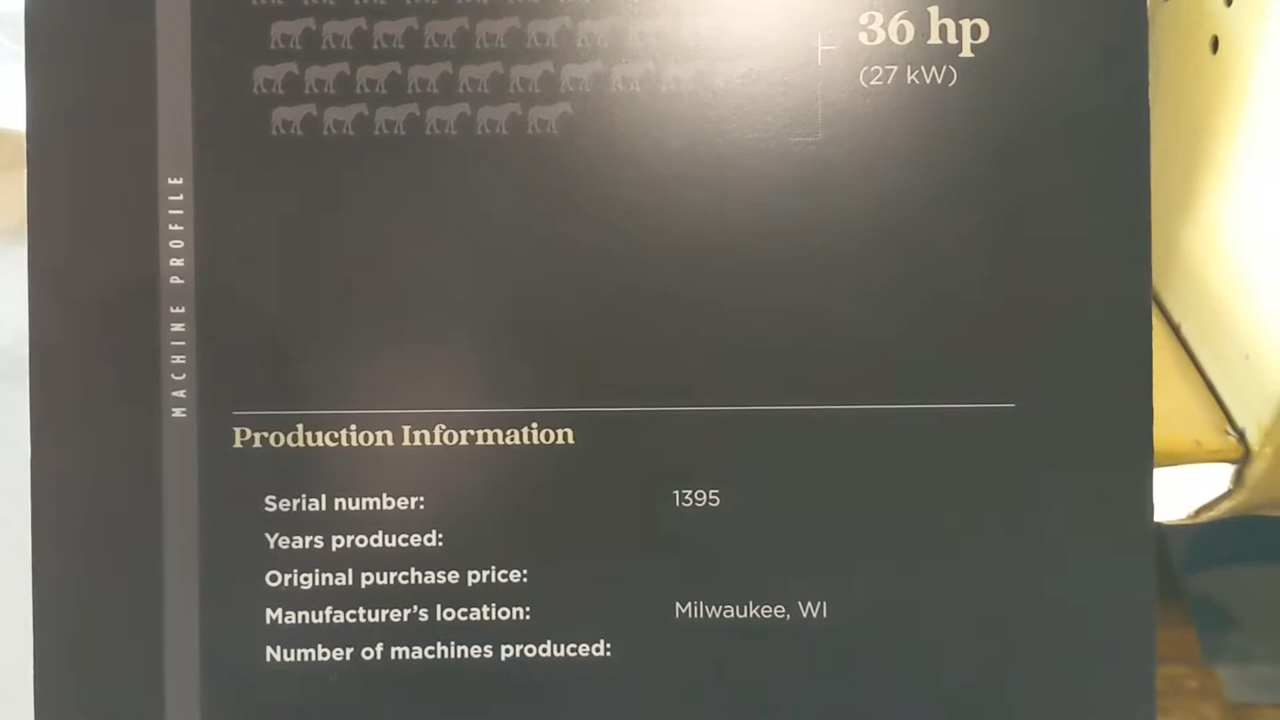 36 hp
(27 kW)
MACHINE PROFILE
Production Information
Serial number: 1395
Years produced:
Original purchase price:
Manufacturer’s location: Milwaukee, WI
Number of machines produced: